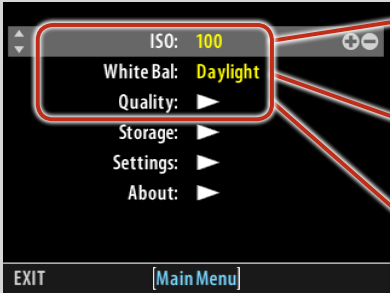 ISO: 100
White Bal: Daylight
Quality:
Storage:
Settings:
About:
EXIT [Main Menu]